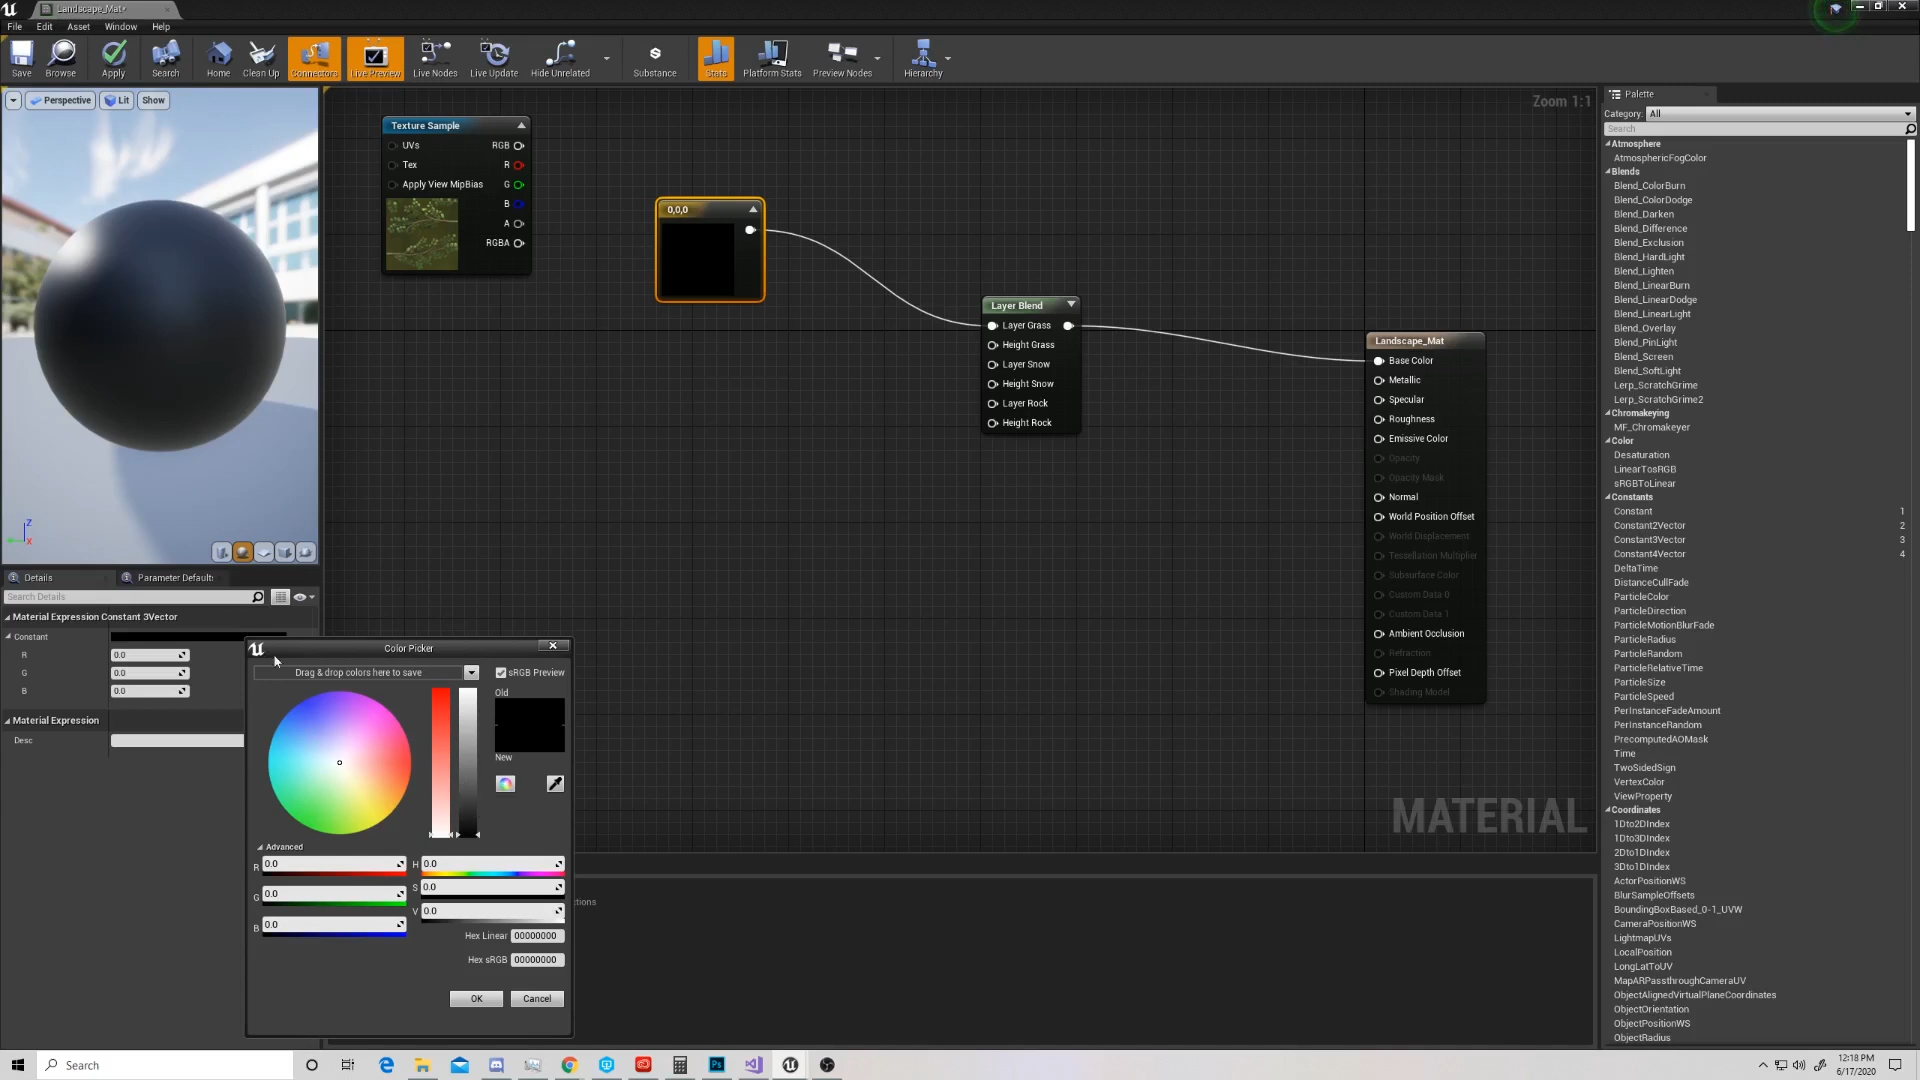 Landscape_Mat*
File Edit Asset Window Help
Save Browse Apply Search Home Clean Up Connectors Live Preview Live Nodes Live Update Hide Unrelated Substance Stats Platform Stats Preview Nodes Hierarchy
Perspective Lit Show
Zoom 1:1
Palette
Category: All
Search
Texture Sample
UVs RGB
Tex R
Apply View MipBias G
B
A
RGBA
0,0,0
Layer Blend
Layer Grass
Height Grass
Layer Snow
Height Snow
Layer Rock
Height Rock
Landscape_Mat
Base Color
Metallic
Specular
Roughness
Emissive Color
Opacity
Opacity Mask
Normal
World Position Offset
World Displacement
Tessellation Multiplier
Subsurface Color
Custom Data 0
Custom Data 1
Ambient Occlusion
Refraction
Pixel Depth Offset
Shading Model
MATERIAL
Z
X
Details Parameter Defaults
Search Details
Material Expression Constant 3Vector
Constant
R 0.0
G 0.0
B 0.0
Material Expression
Desc
Color Picker
Drag & drop colors here to save
sRGB Preview
Old
New
Advanced
R 0.0 H 0.0
S 0.0
G 0.0
V 0.0
B 0.0
Hex Linear 00000000
Hex sRGB 00000000
OK Cancel
Atmosphere
AtmosphericFogColor
Blends
Blend_ColorBurn
Blend_ColorDodge
Blend_Darken
Blend_Difference
Blend_Exclusion
Blend_HardLight
Blend_Lighten
Blend_LinearBurn
Blend_LinearDodge
Blend_LinearLight
Blend_Overlay
Blend_PinLight
Blend_Screen
Blend_SoftLight
Lerp_ScratchGrime
Lerp_ScratchGrime2
Chromakeying
MF_Chromakeyer
Color
Desaturation
LinearTosRGB
sRGBToLinear
Constants
Constant 1
Constant2Vector 2
Constant3Vector 3
Constant4Vector 4
DeltaTime
DistanceCullFade
ParticleColor
ParticleDirection
ParticleMotionBlurFade
ParticleRadius
ParticleRandom
ParticleRelativeTime
ParticleSize
ParticleSpeed
PerInstanceFadeAmount
PerInstanceRandom
PrecomputedAOMask
Time
TwoSidedSign
VertexColor
ViewProperty
Coordinates
1Dto2DIndex
1Dto3DIndex
2Dto1DIndex
3Dto1DIndex
ActorPositionWS
BlurSampleOffsets
BoundingBoxBased_0-1_UVW
CameraPositionWS
LightmapUVs
LocalPosition
LongLatToUV
MapARPassthroughCameraUV
ObjectAlignedVirtualPlaneCoordinates
ObjectOrientation
ObjectPositionWS
ObjectRadius
Search
12:18 PM
6/17/2020